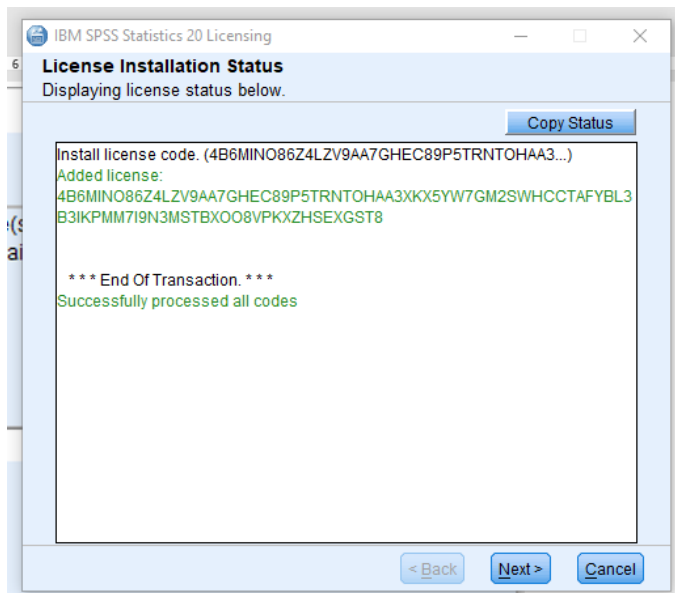 IBM SPSS Statistics 20 Licensing
6
License Installation Status
Displaying license status below.
Copy Status
Install license code. (4B6MINO86Z4LZV9AA7GHEC89P5TRNTOHAA3...)
Added license:
4B6MINO86Z4LZV9AA7GHEC89P5TRNTOHAA3XKX5YW7GM2SWHCCTAFYBL3
B3IKPMM7I9N3MSTBXOO8VPKXZHSEXGST8
* * * End Of Transaction. * * *
Successfully processed all codes
< Back
Next >
Cancel